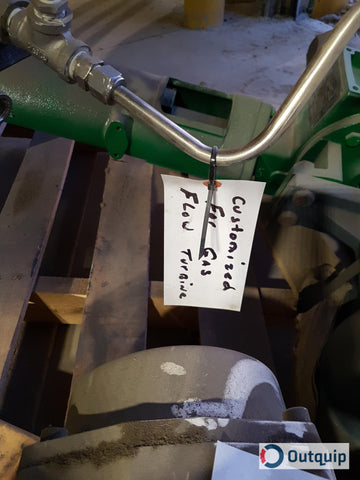 Customized
For GAS
Flow Turbine
Outquip